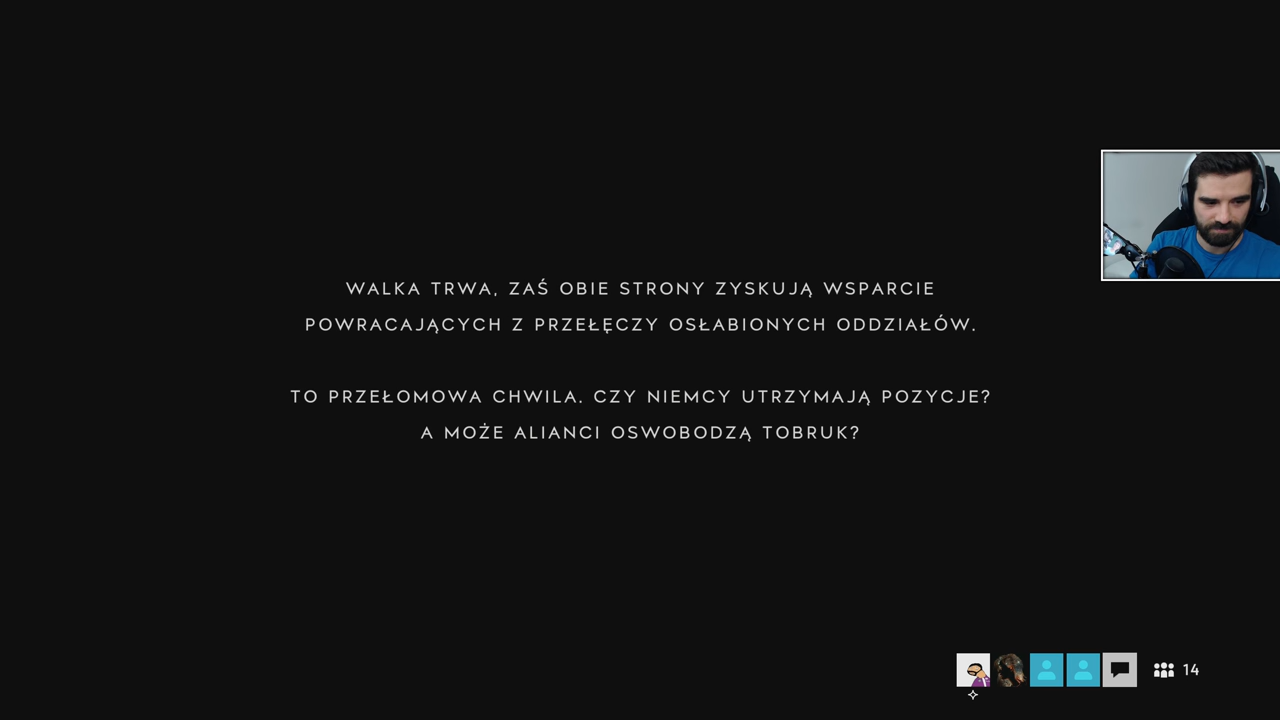 WALKA TRWA, ZAŚ OBIE STRONY ZYSKUJĄ WSPARCIE
POWRACAJĄCYCH Z PRZEŁĘCZY OSŁABIONYCH ODDZIAŁÓW.
TO PRZEŁOMOWA CHWILA. CZY NIEMCY UTRZYMAJĄ POZYCJE?
A MOŻE ALIANCI OSWOBODZĄ TOBRUK?
14